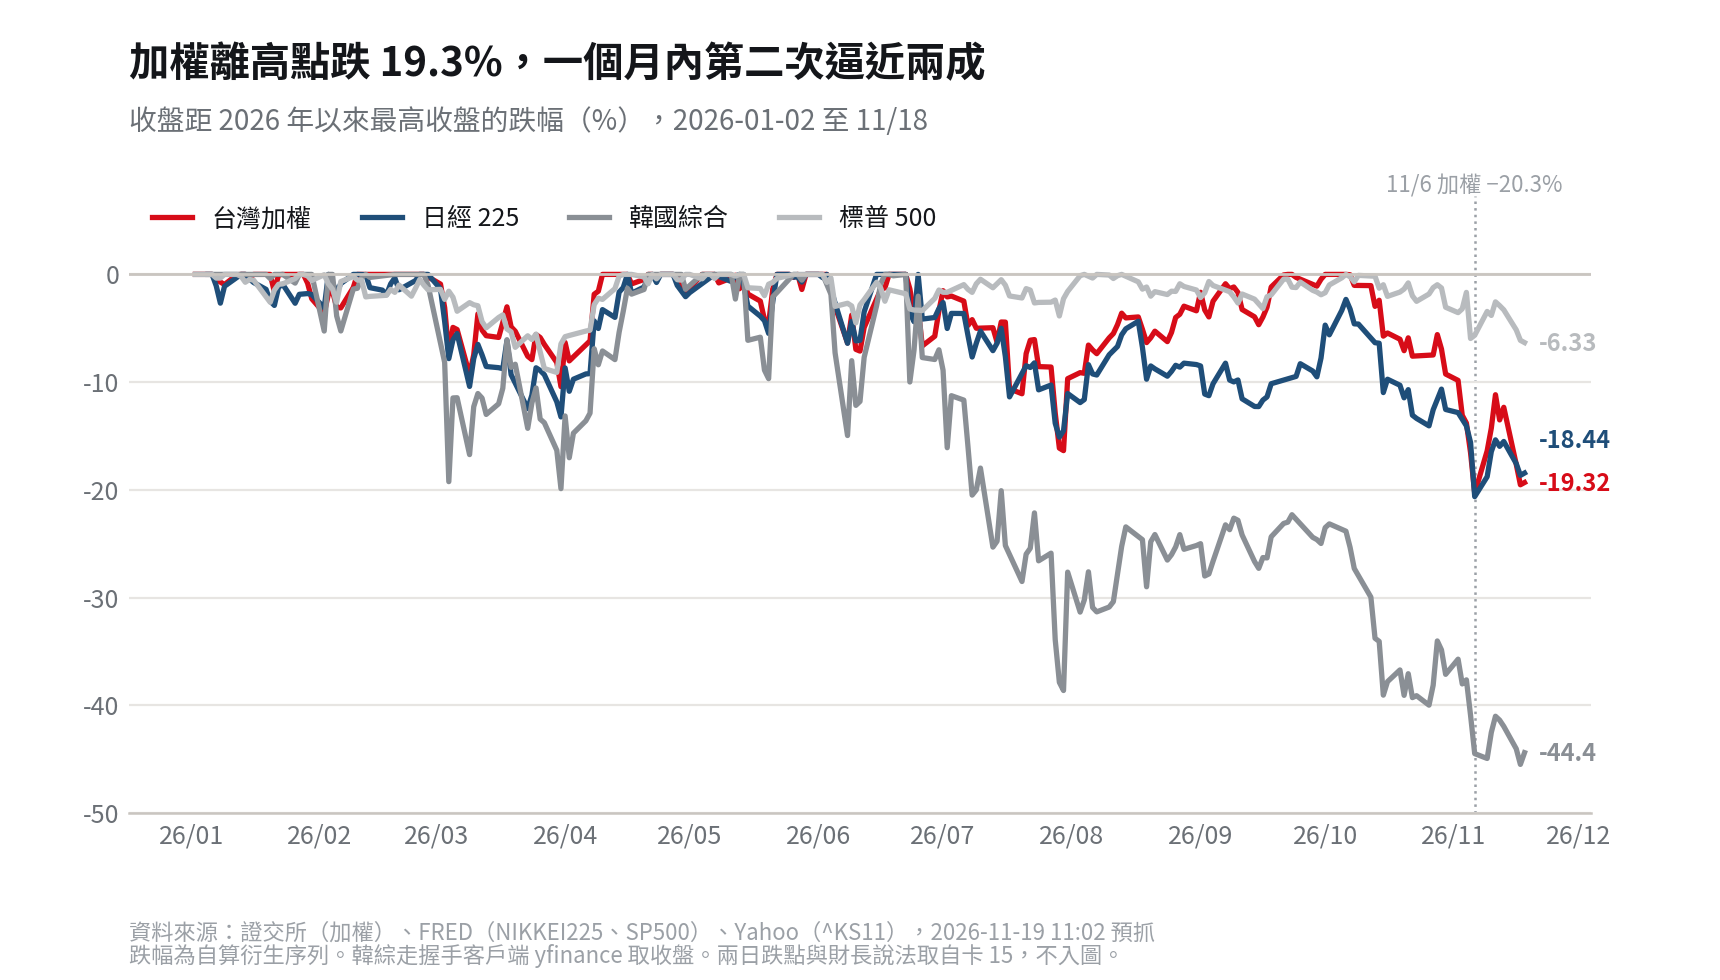 加權離高點跌 19.3%，一個月內第二次逼近兩成
收盤距 2026 年以來最高收盤的跌幅（%），2026-01-02 至 11/18
11/6 加權 −20.3%
台灣加權 日經 225 韓國綜合 標普 500
0
-10
-20
-30
-40
-50
-6.33
-18.44
-19.32
-44.4
26/01 26/02 26/03 26/04 26/05 26/06 26/07 26/08 26/09 26/10 26/11 26/12
資料來源：證交所（加權）、FRED（NIKKEI225、SP500）、Yahoo（^KS11），2026-11-19 11:02 預抓
跌幅為自算衍生序列。韓綜走握手客戶端 yfinance 取收盤。兩日跌點與財長說法取自卡 15，不入圖。